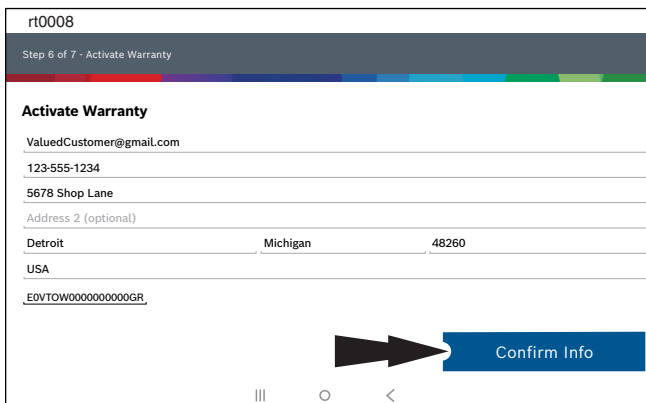 rt0008
Step 6 of 7 - Activate Warranty
Activate Warranty
ValuedCustomer@gmail.com
123-555-1234
5678 Shop Lane
Address 2 (optional)
Detroit Michigan 48260
USA
E0VTOW0000000000GR
Confirm Info